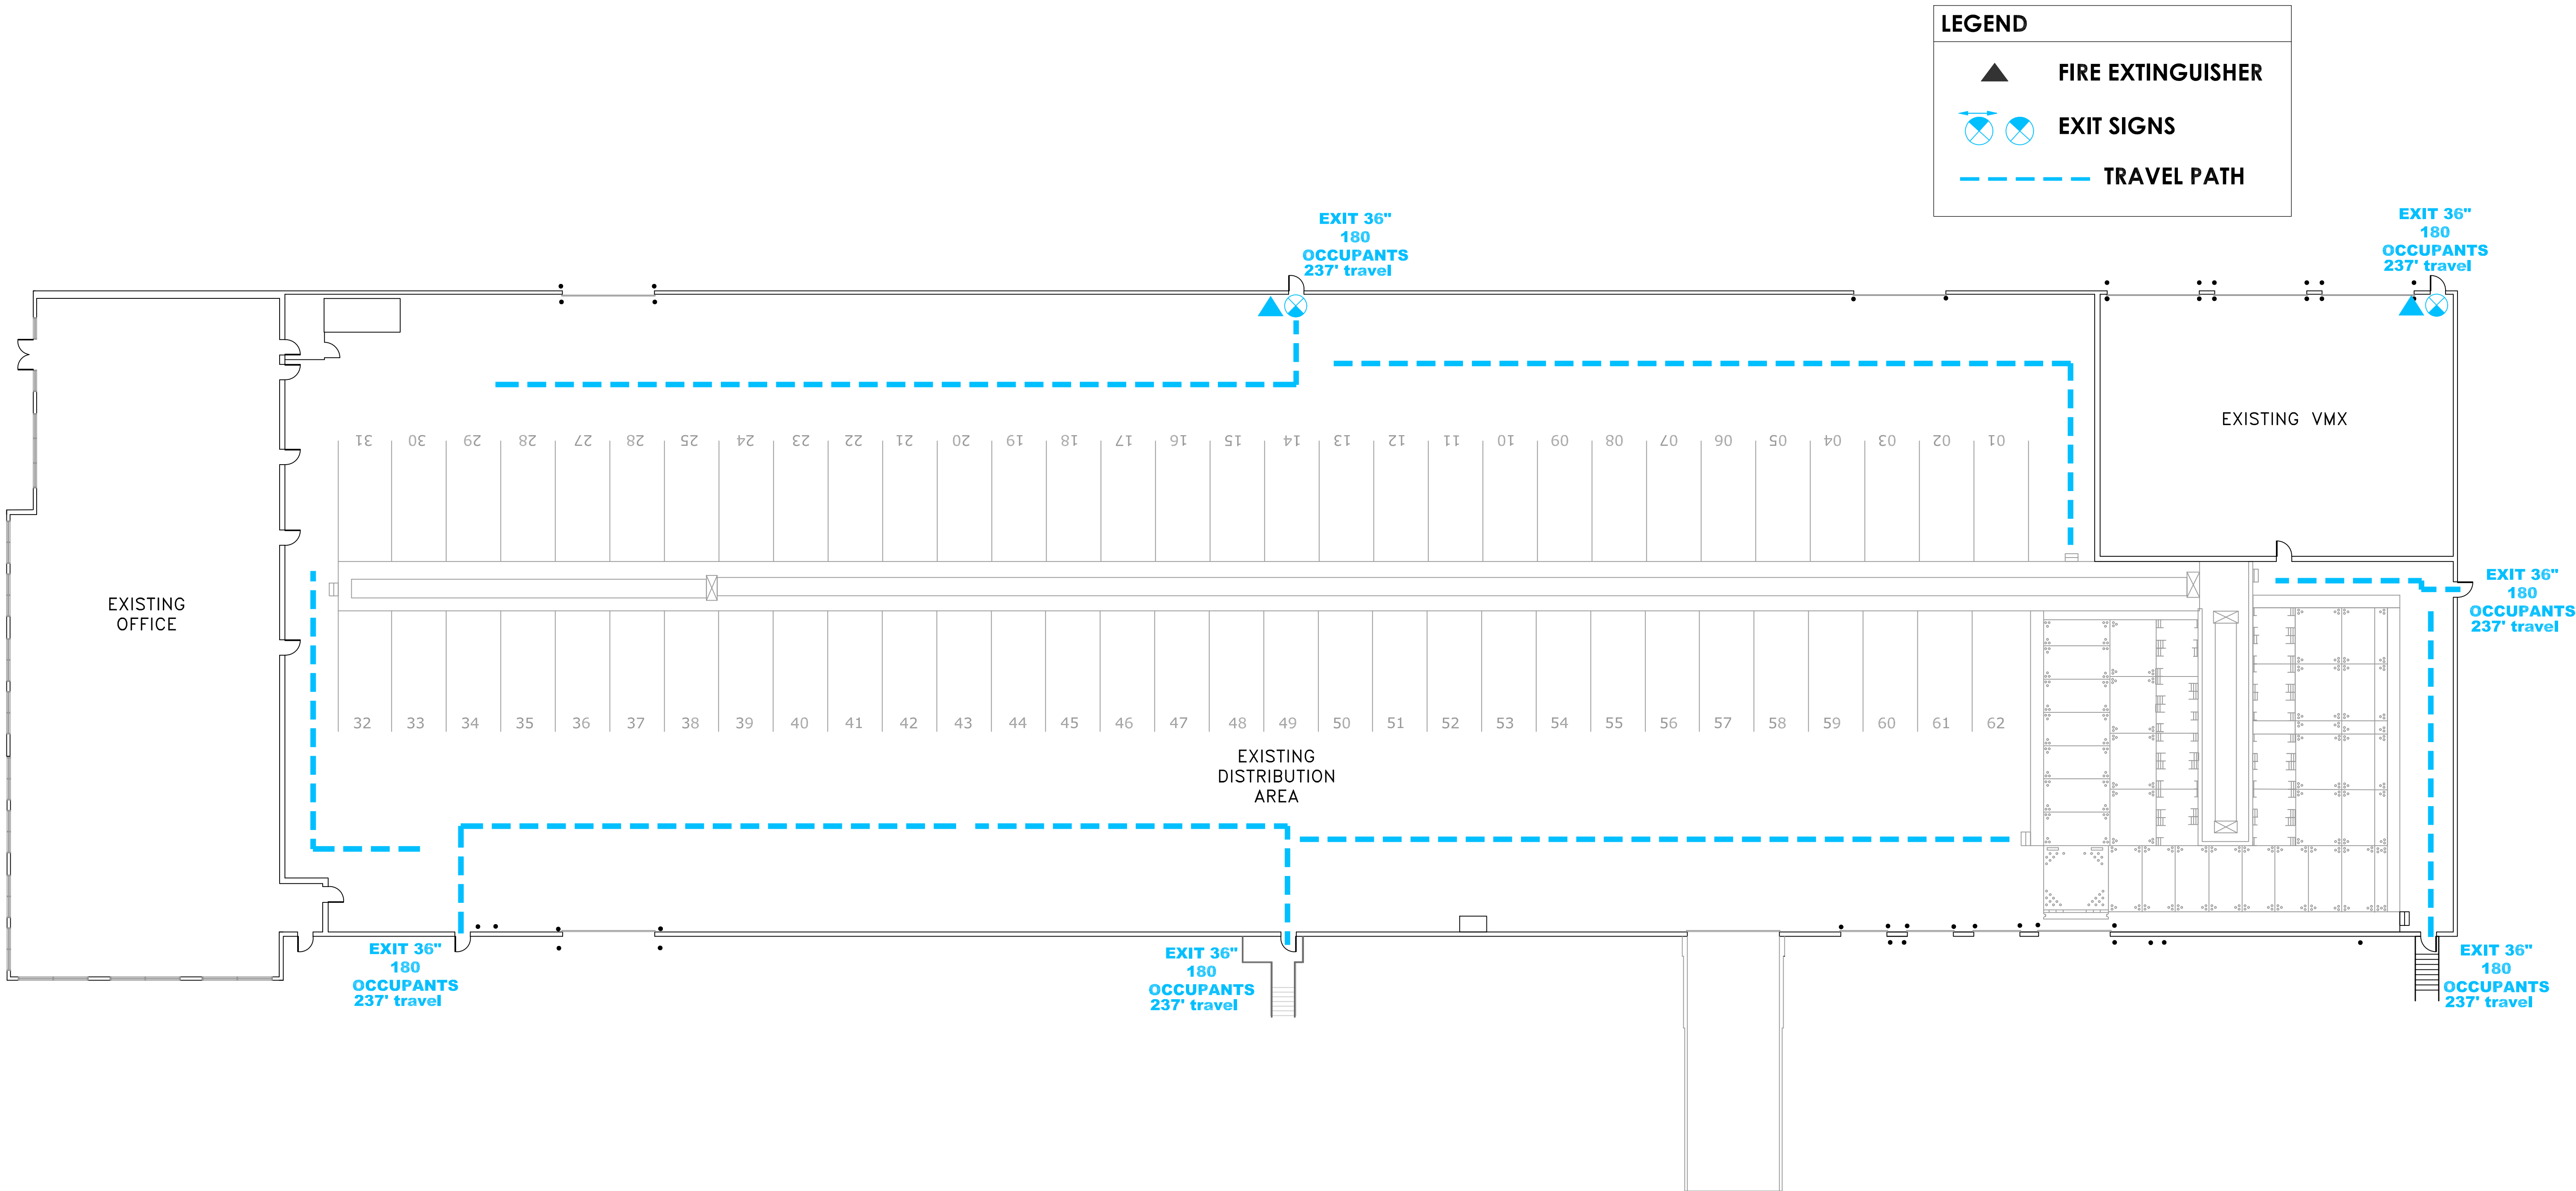 LEGEND
FIRE EXTINGUISHER
EXIT SIGNS
TRAVEL PATH
EXIT 36"
180
OCCUPANTS
237' travel
EXIT 36"
180
OCCUPANTS
237' travel
EXISTING VMX
31 30 29 28 27 28 25 24 23 22 21 20 19 18 17 16 15 14 13 12 11 10 09 08 07 06 05 04 03 02 01
EXISTING
OFFICE
EXIT 36"
180
OCCUPANTS
237' travel
32 33 34 35 36 37 38 39 40 41 42 43 44 45 46 47 48 49 50 51 52 53 54 55 56 57 58 59 60 61 62
EXISTING
DISTRIBUTION
AREA
EXIT 36"
180
OCCUPANTS
237' travel
EXIT 36"
180
OCCUPANTS
237' travel
EXIT 36"
180
OCCUPANTS
237' travel